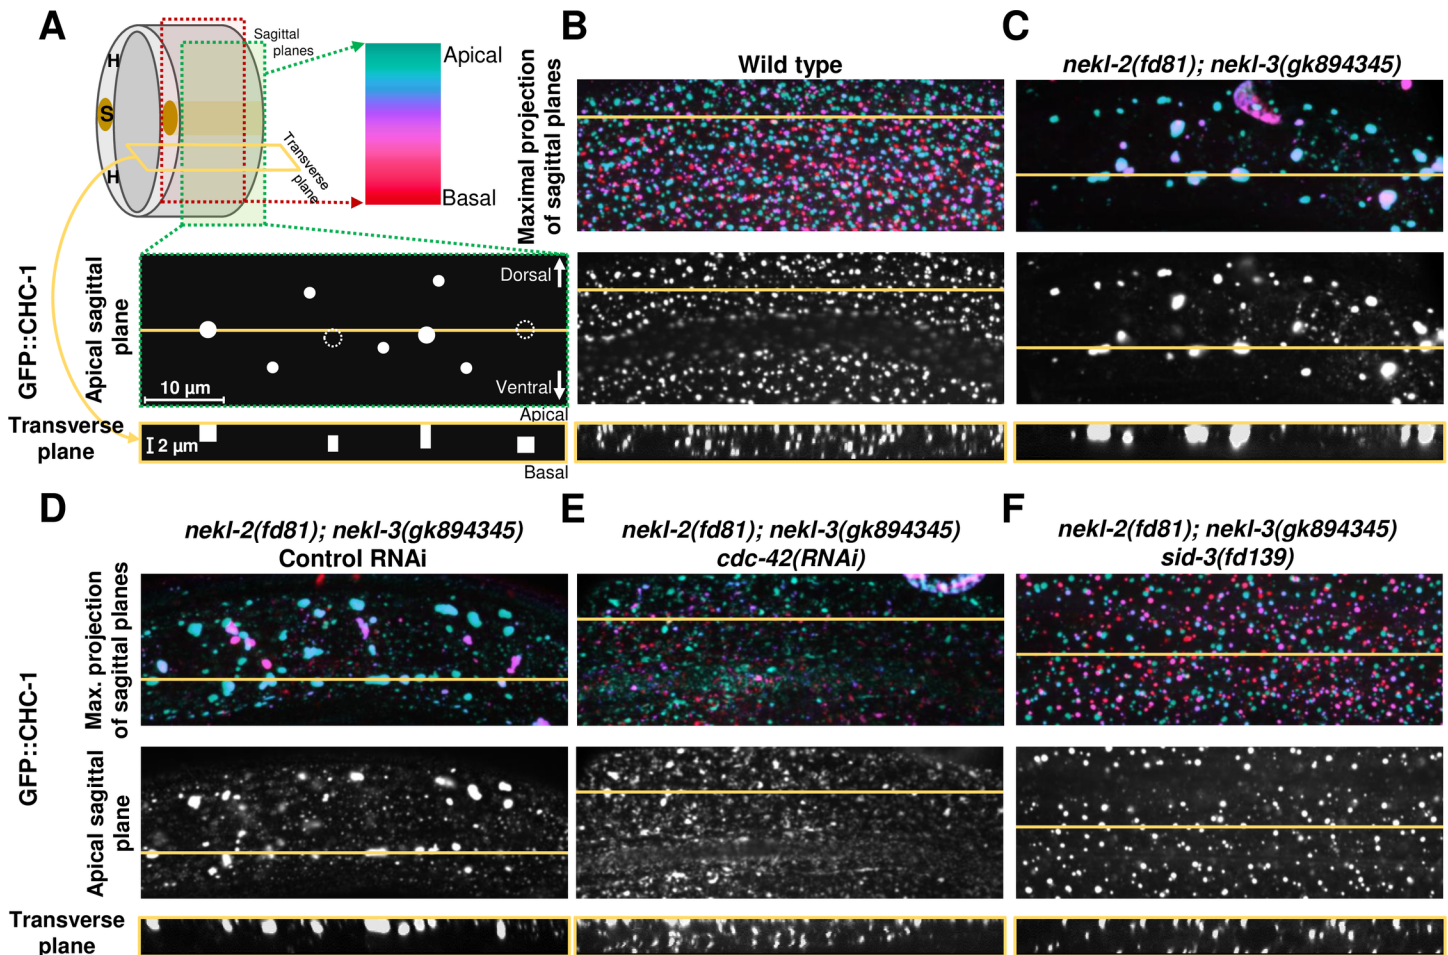 A
H
S
H
Sagittal
planes
Transverse
plane
Apical
Basal
GFP::CHC-1
Apical sagittal
plane
Dorsal
Ventral
10 µm
Apical
Transverse
plane
2 µm
Basal
B
Maximal projection
of sagittal planes
Wild type
C
nekl-2(fd81); nekl-3(gk894345)
D
nekl-2(fd81); nekl-3(gk894345)
Control RNAi
E
nekl-2(fd81); nekl-3(gk894345)
cdc-42(RNAi)
F
nekl-2(fd81); nekl-3(gk894345)
sid-3(fd139)
GFP::CHC-1
Max. projection
of sagittal planes
Apical sagittal
plane
Transverse
plane